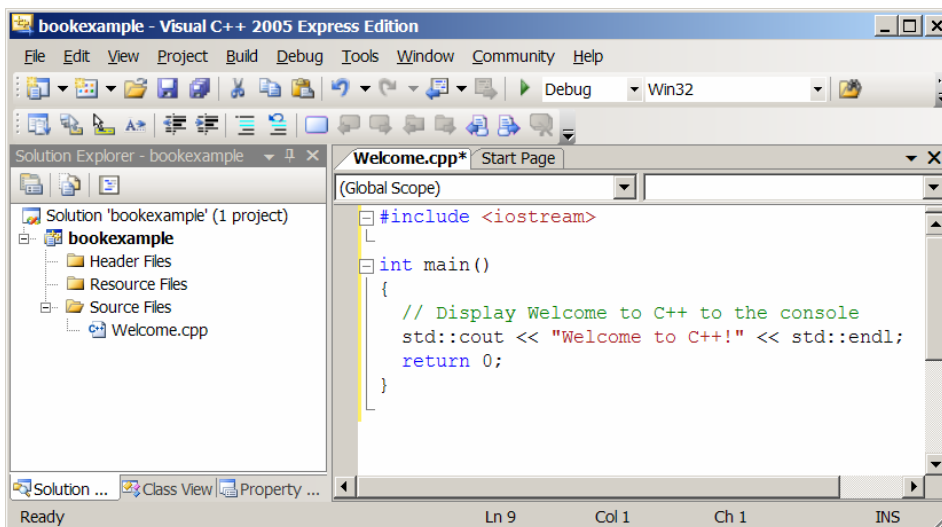 bookexample - Visual C++ 2005 Express Edition
File Edit View Project Build Debug Tools Window Community Help
Debug Win32
Solution Explorer - bookexample
Solution 'bookexample' (1 project)
bookexample
Header Files
Resource Files
Source Files
Welcome.cpp
Solution ... Class View Property ...
Welcome.cpp* Start Page
(Global Scope)
#include <iostream>
int main()
{
// Display Welcome to C++ to the console
std::cout << "Welcome to C++!" << std::endl;
return 0;
}
Ready Ln 9 Col 1 Ch 1 INS